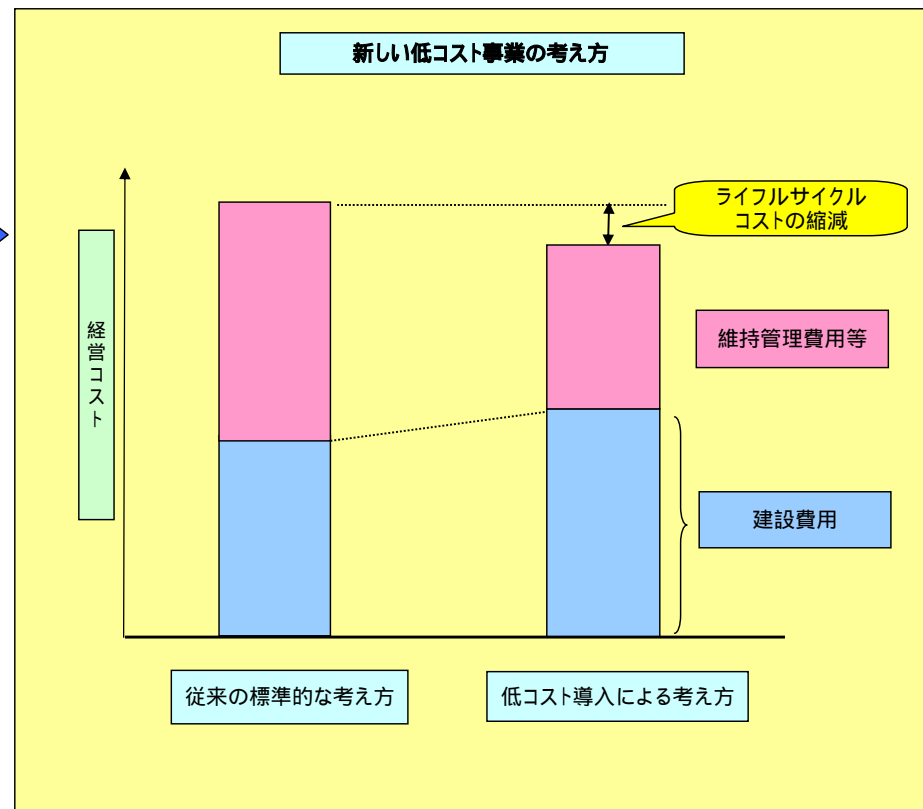 新しい低コスト事業の考え方
ライフルサイクル
コストの縮減
経営コスト
維持管理費用等
建設費用
従来の標準的な考え方
低コスト導入による考え方